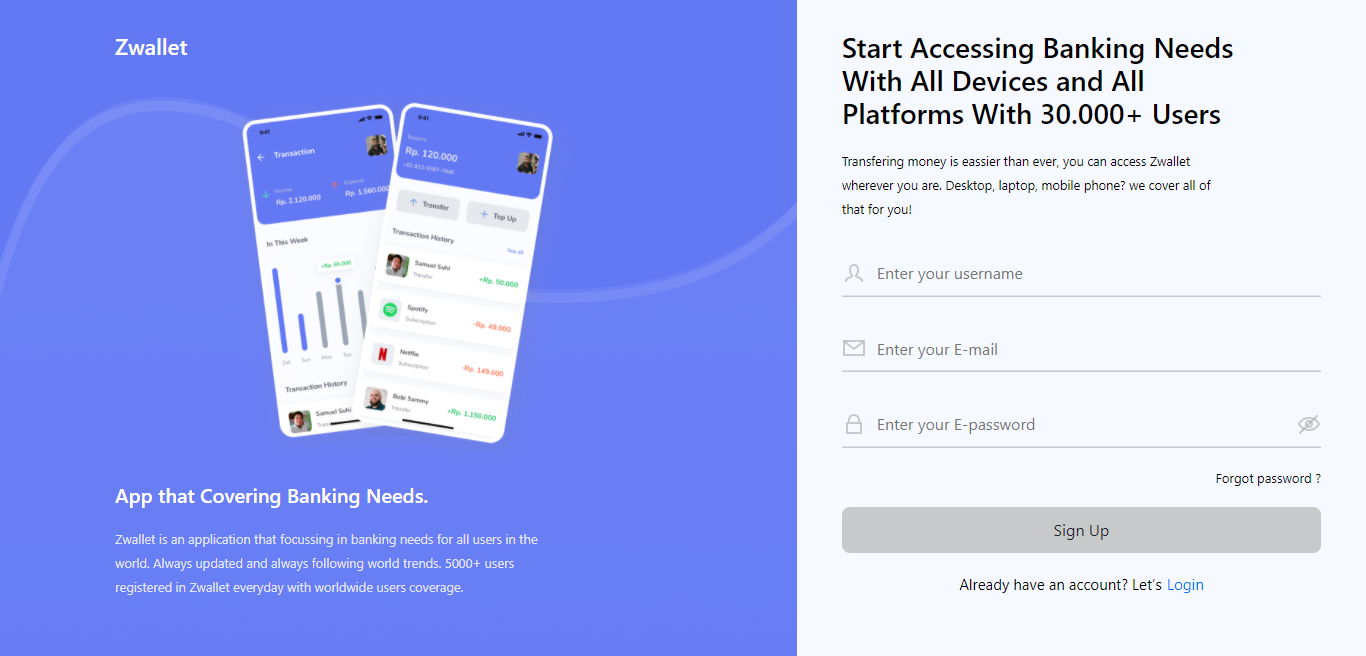 Zwallet
9:41
Transaction
Income
Rp. 2.120.000
Expense
Rp. 1.560.000
In This Week
+Rp. 65.000
Sat Sun Mon Tue
Transaction History
Samuel Suhi
9:41
Balance
Rp. 120.000
+62 813-9387-7946
Transfer
Top Up
Transaction History
See all
Samuel Suhi
Transfer
+Rp. 50.000
Spotify
Subscription
-Rp. 49.000
Netflix
Subscription
-Rp. 149.000
Bobi Sammy
Transfer
+Rp. 1.150.000
App that Covering Banking Needs.
Zwallet is an application that focussing in banking needs for all users in the
world. Always updated and always following world trends. 5000+ users
registered in Zwallet everyday with worldwide users coverage.
Start Accessing Banking Needs
With All Devices and All
Platforms With 30.000+ Users
Transfering money is eassier than ever, you can access Zwallet
wherever you are. Desktop, laptop, mobile phone? we cover all of
that for you!
Enter your username
Enter your E-mail
Enter your E-password
Forgot password ?
Sign Up
Already have an account? Let's Login